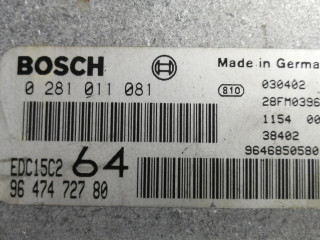 BOSCH
Made in Germa
0 281 011 081
810
030402
28FM0396
1154 00
38402
9646850580
EDC15C2 64
96 474 727 80